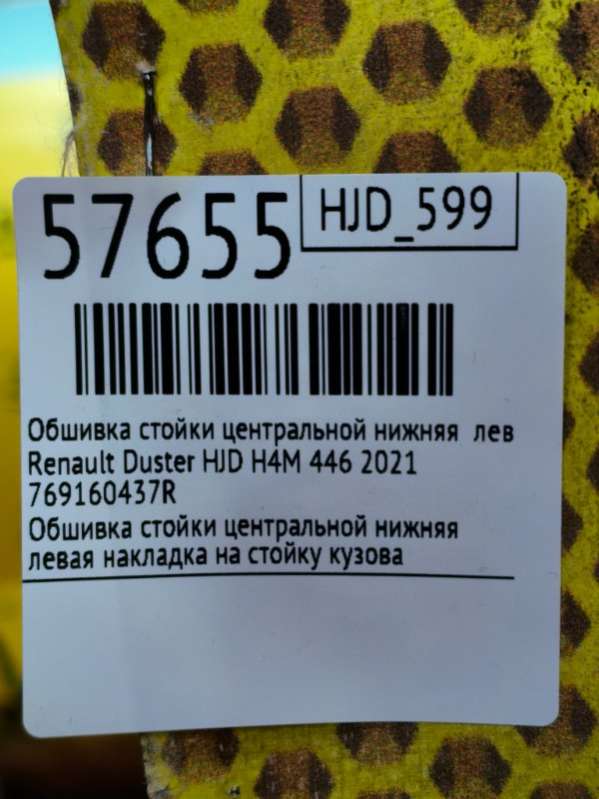 57655
HJD_599
Обшивка стойки центральной нижняя лев
Renault Duster HJD H4M 446 2021
769160437R
Обшивка стойки центральной нижняя
левая накладка на стойку кузова